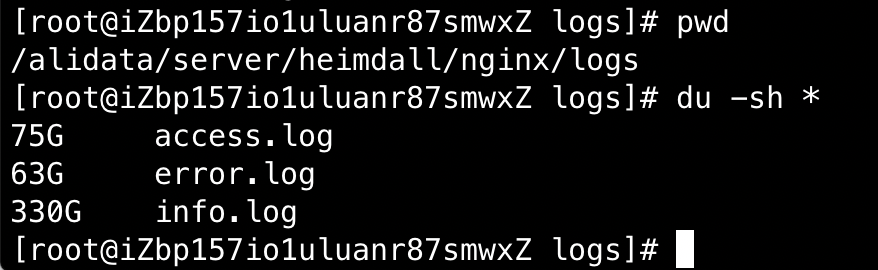 [root@iZbp157io1uluanr87smwxZ logs]# pwd
/alidata/server/heimdall/nginx/logs
[root@iZbp157io1uluanr87smwxZ logs]# du -sh *
75G     access.log
63G     error.log
330G    info.log
[root@iZbp157io1uluanr87smwxZ logs]#